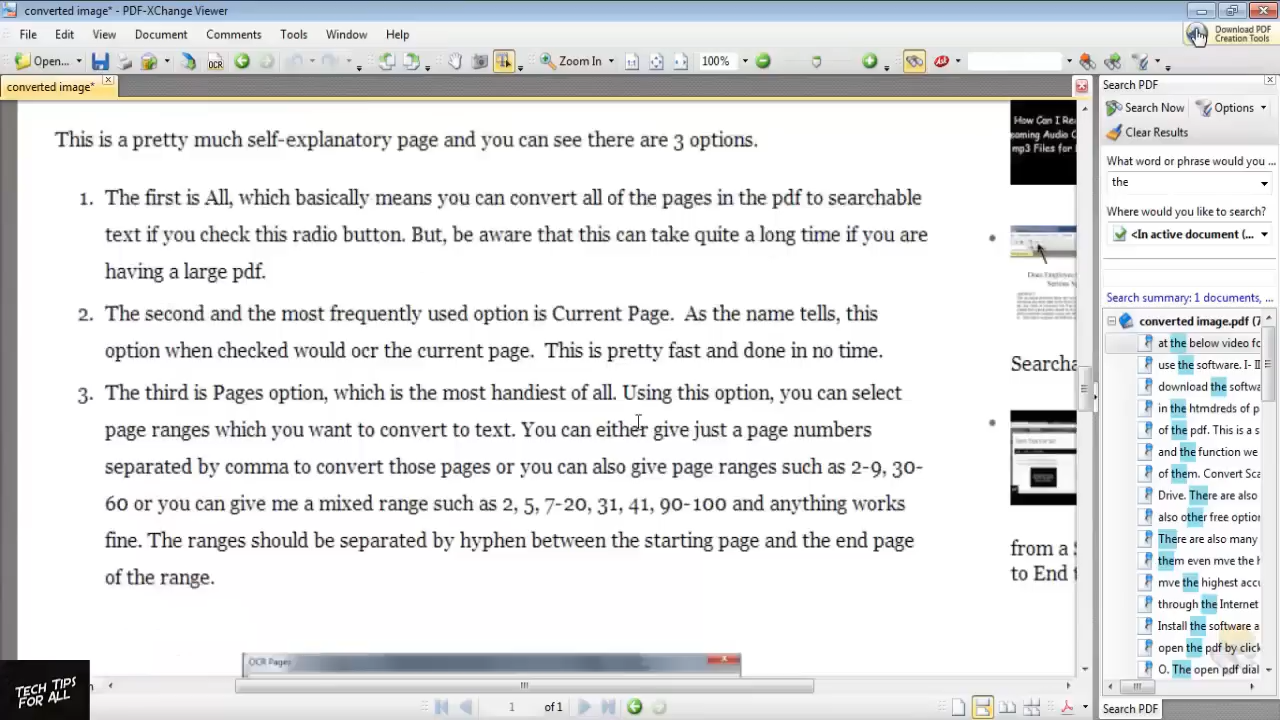 converted image* - PDF-XChange Viewer
File Edit View Document Comments Tools Window Help
Download PDF
Creation Tools
Open... OCR Zoom In 100%
converted image*
This is a pretty much self-explanatory page and you can see there are 3 options.
1. The first is All, which basically means you can convert all of the pages in the pdf to searchable
text if you check this radio button. But, be aware that this can take quite a long time if you are
having a large pdf.
2. The second and the most frequently used option is Current Page. As the name tells, this
option when checked would ocr the current page. This is pretty fast and done in no time.
3. The third is Pages option, which is the most handiest of all. Using this option, you can select
page ranges which you want to convert to text. You can either give just a page numbers
separated by comma to convert those pages or you can also give page ranges such as 2-9, 30-
60 or you can give me a mixed range such as 2, 5, 7-20, 31, 41, 90-100 and anything works
fine. The ranges should be separated by hyphen between the starting page and the end page
of the range.
OCR Pages
How Can I Re
mp3 Files for
Searcha
from a
to End
Search PDF
Search Now Options
Clear Results
What word or phrase would you ...
the
Where would you like to search?
<In active document (...
Search summary: 1 documents, ...
converted image.pdf (7
at the below video fo
use the software. I- II
download the softwa
in the htmdreds of p
of the pdf. This is a s
and the function we
of them. Convert Sca
Drive. There are also
also other free option
There are also many
them even mve the h
mve the highest accu
through the Internet
Install the software a
open the pdf by click
O. The open pdf dial
TECH TIPS
FOR ALL
1 of 1
Search PDF